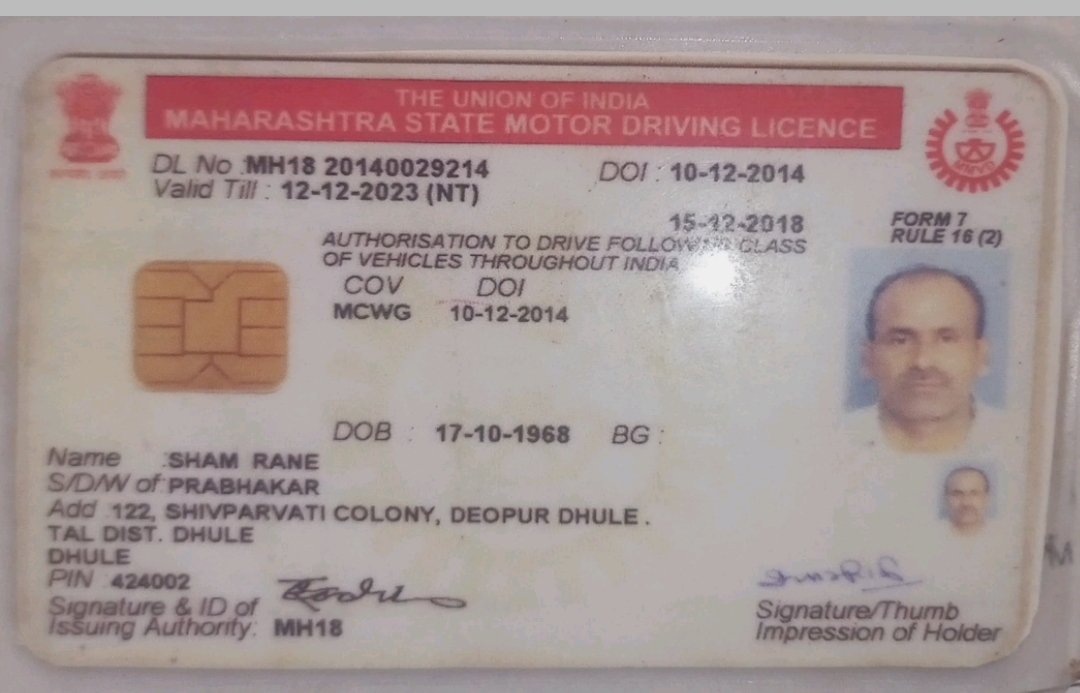 THE UNION OF INDIA
MAHARASHTRA STATE MOTOR DRIVING LICENCE
DL No : MH18 20140029214 DOI : 10-12-2014
Valid Till : 12-12-2023 (NT)
15-12-2018
FORM 7
RULE 16 (2)
AUTHORISATION TO DRIVE FOLLOWING CLASS
OF VEHICLES THROUGHOUT INDIA
COV DOI
MCWG 10-12-2014
DOB : 17-10-1968 BG :
Name : SHAM RANE
S/D/W of : PRABHAKAR
Add 122, SHIVPARVATI COLONY, DEOPUR DHULE .
TAL DIST. DHULE
DHULE
PIN 424002
Signature & ID of
Issuing Authority: MH18
Signature/Thumb
Impression of Holder